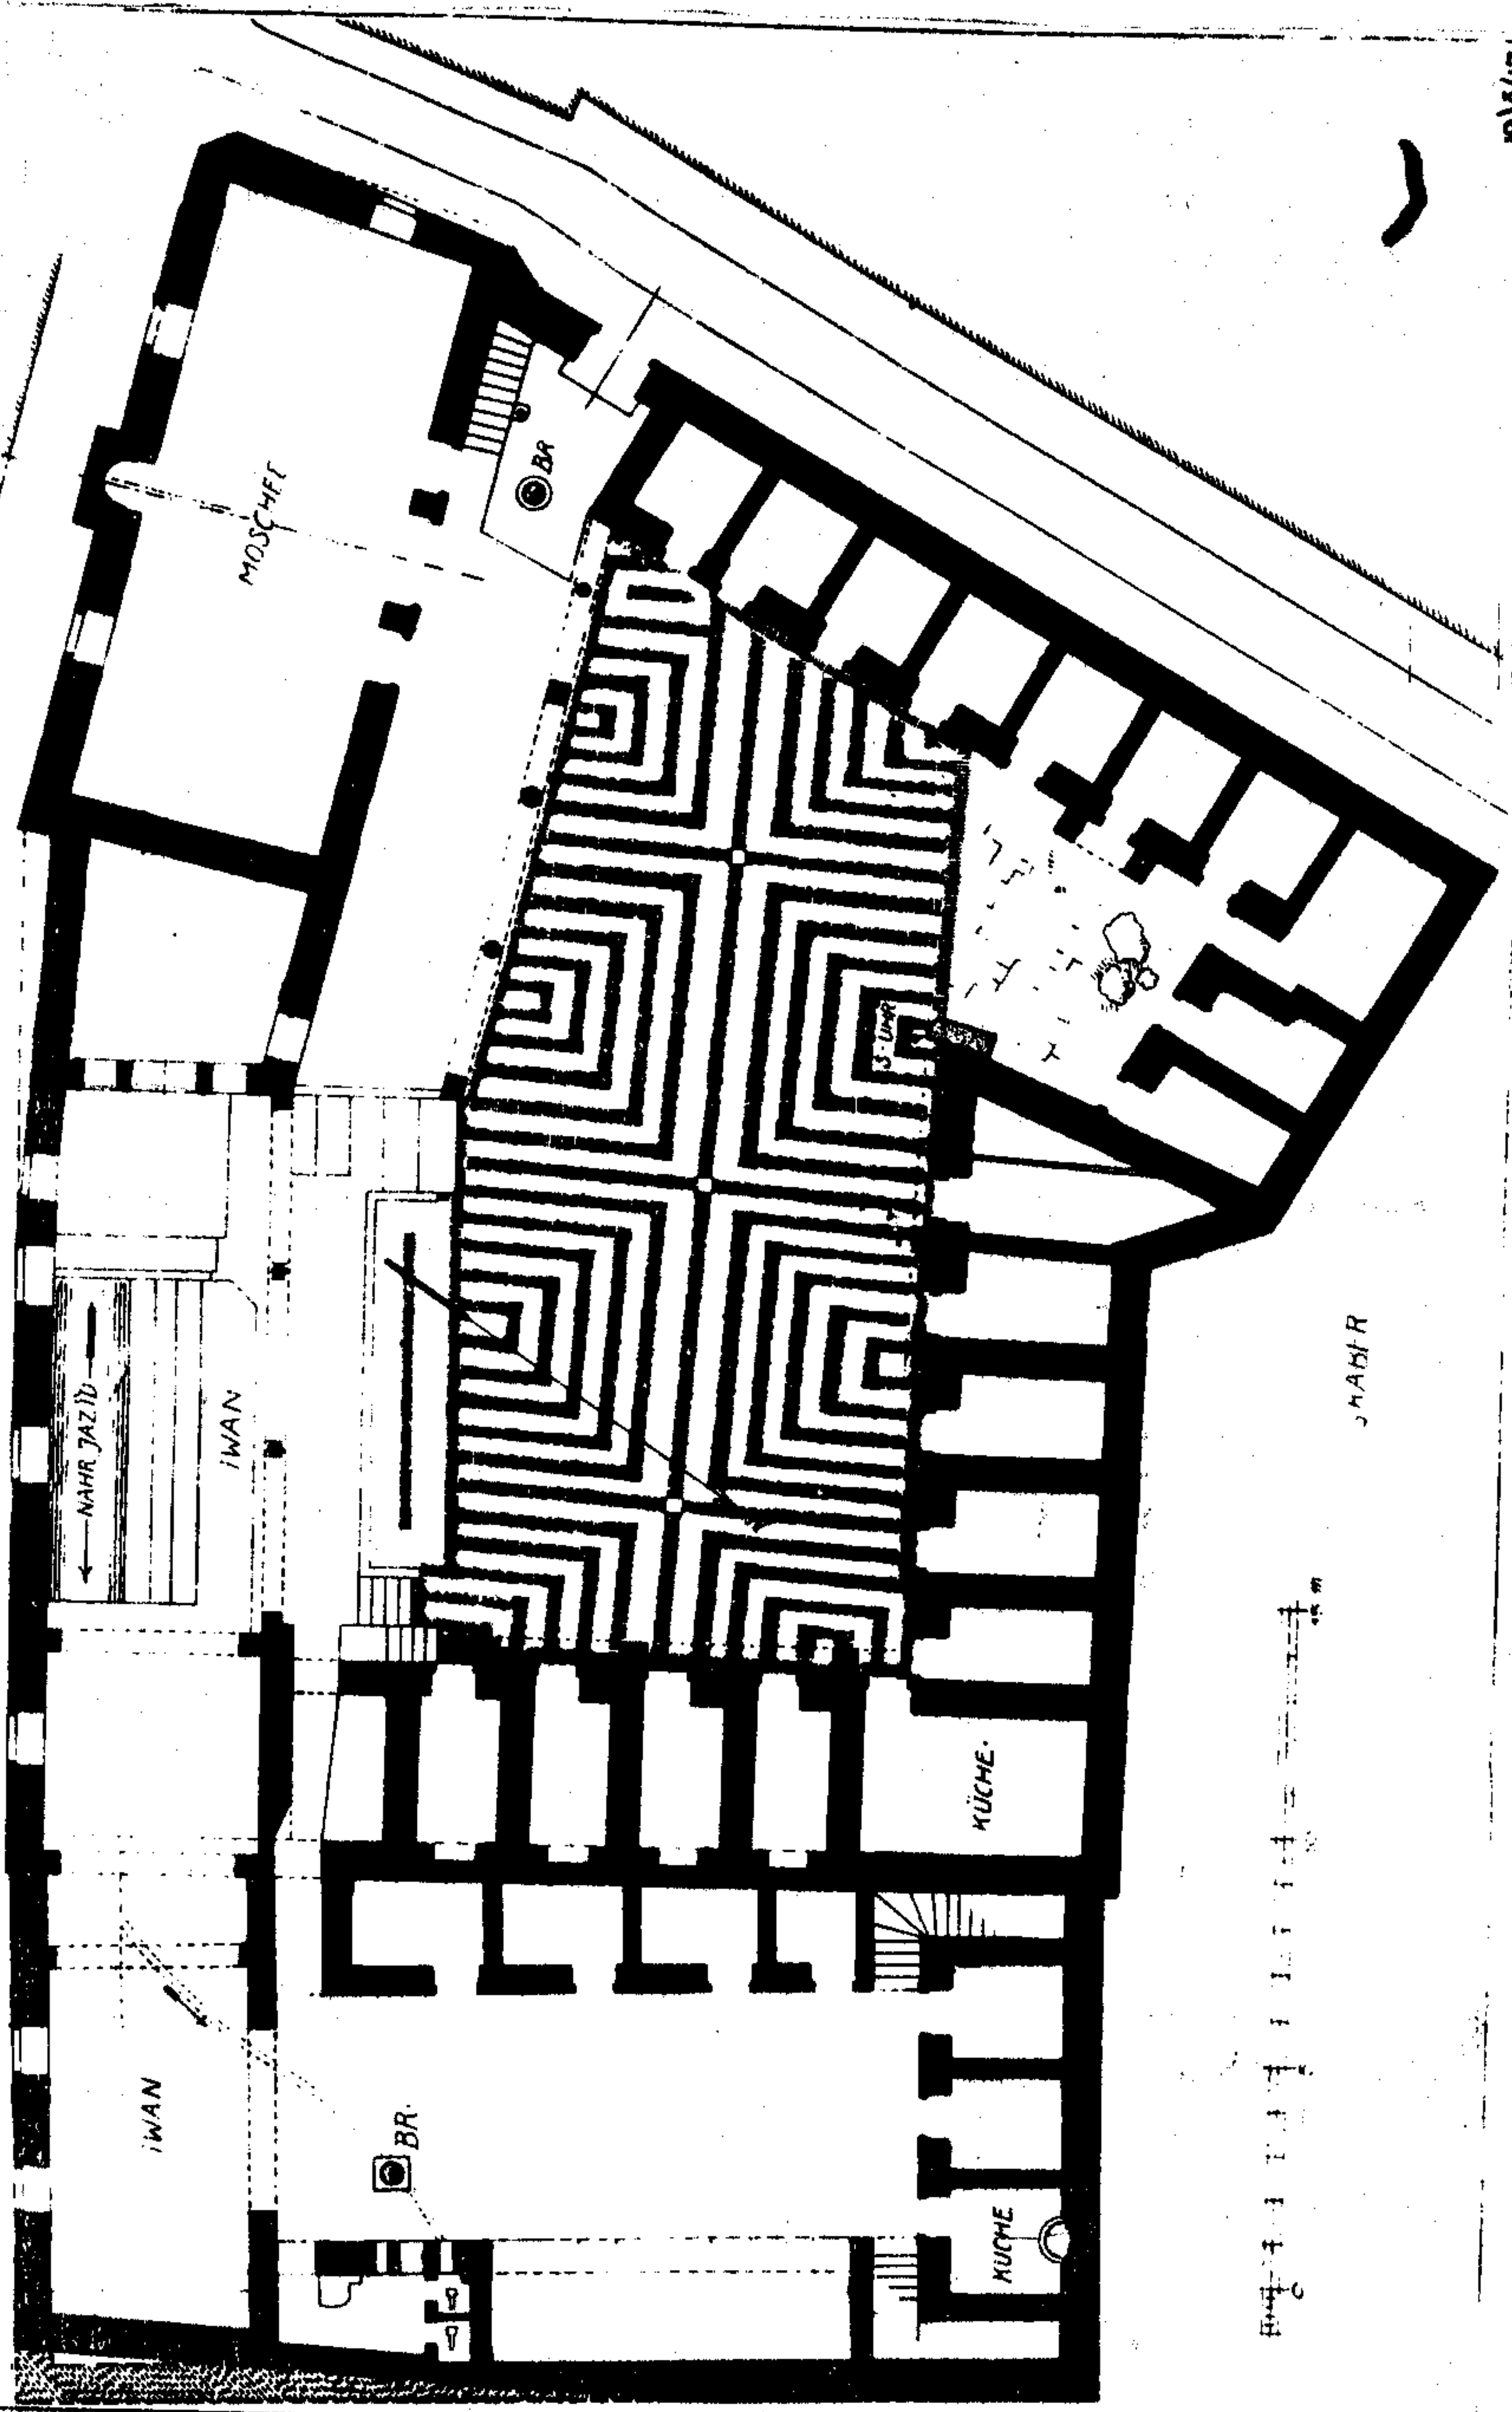 MOSCHEE
BR
S-UHR
← NAHR JAZID →
iWAN
KÜCHE.
iWAN
BR.
KÜCHE